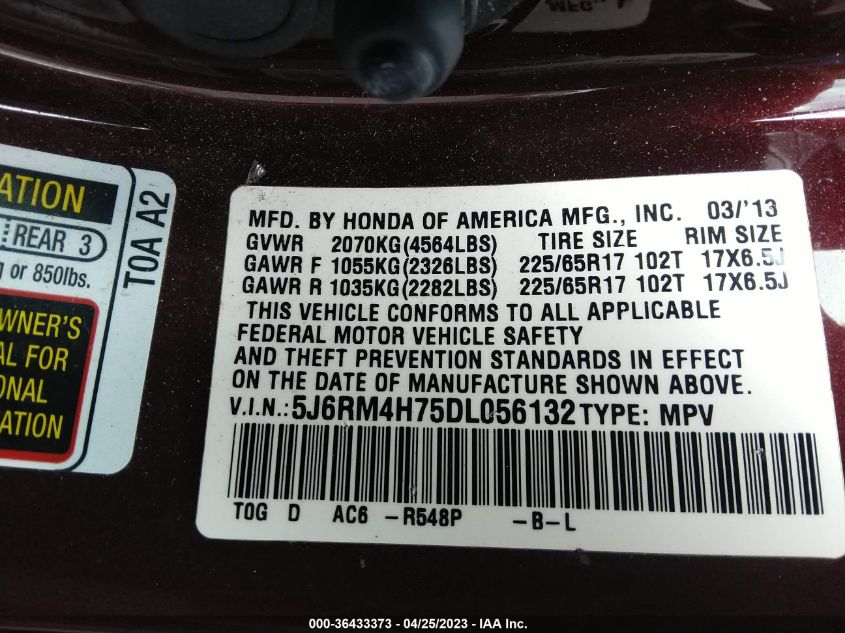 MFG.
ATION
REAR 3
g or 850lbs.
TOA A2
WNER'S
AL FOR
ONAL
ATION
MFD. BY HONDA OF AMERICA MFG., INC. 03/'13
GVWR 2070KG(4564LBS) TIRE SIZE RIM SIZE
GAWR F 1055KG(2326LBS) 225/65R17 102T 17X6.5J
GAWR R 1035KG(2282LBS) 225/65R17 102T 17X6.5J
THIS VEHICLE CONFORMS TO ALL APPLICABLE
FEDERAL MOTOR VEHICLE SAFETY
AND THEFT PREVENTION STANDARDS IN EFFECT
ON THE DATE OF MANUFACTURE SHOWN ABOVE.
V.I.N.:5J6RM4H75DL056132 TYPE: MPV
T0G D AC6 -R548P -B-L
000-36433373 - 04/25/2023 - IAA Inc.